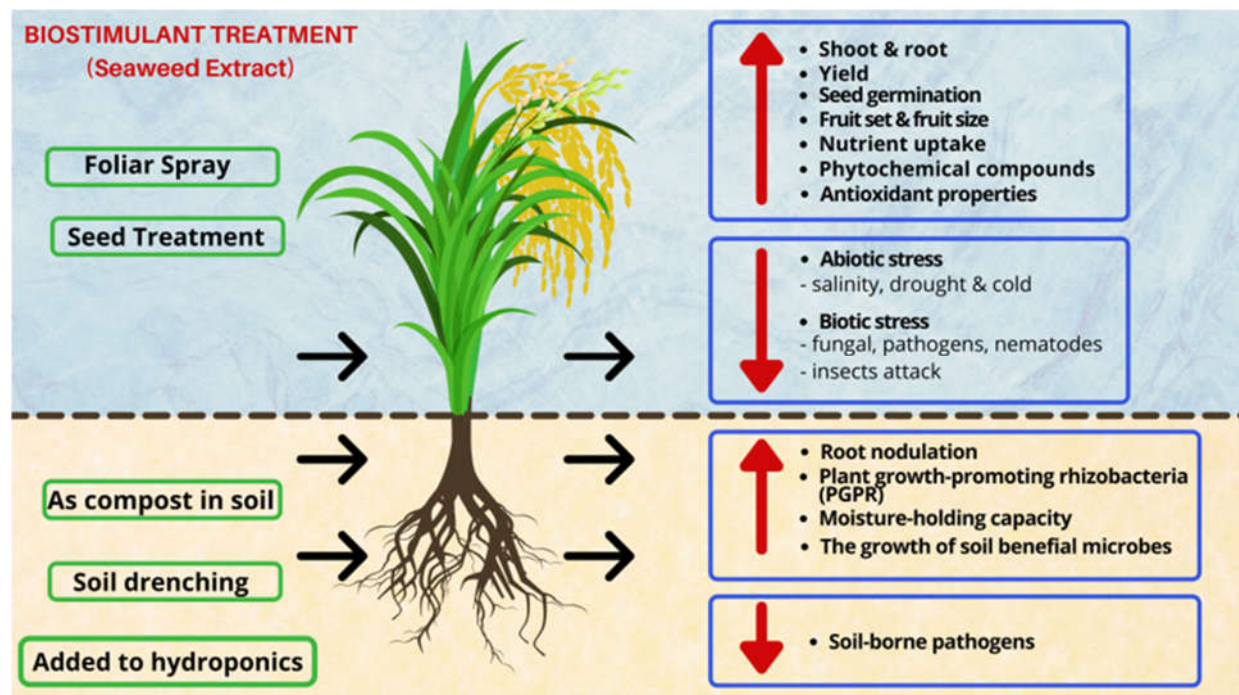 BIOSTIMULANT TREATMENT
(Seaweed Extract)
Foliar Spray
Seed Treatment
As compost in soil
Soil drenching
Added to hydroponics
• Shoot & root
• Yield
• Seed germination
• Fruit set & fruit size
• Nutrient uptake
• Phytochemical compounds
• Antioxidant properties
• Abiotic stress
- salinity, drought & cold
• Biotic stress
- fungal, pathogens, nematodes
- insects attack
• Root nodulation
• Plant growth-promoting rhizobacteria
(PGPR)
• Moisture-holding capacity
• The growth of soil benefial microbes
• Soil-borne pathogens